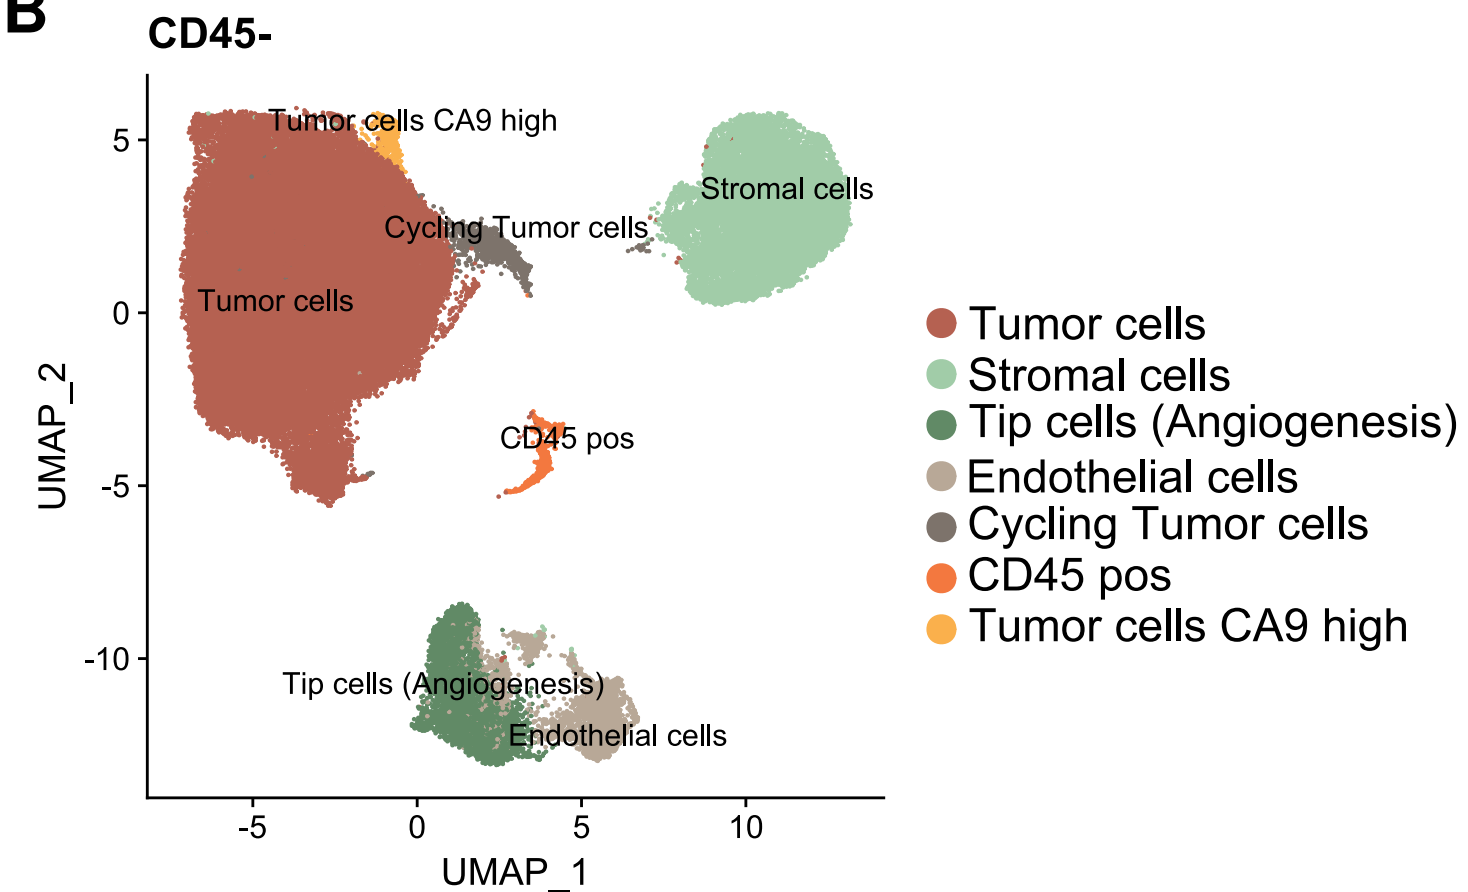 B
CD45-
Tumor cells CA9 high
Stromal cells
Cycling Tumor cells
Tumor cells
CD45 pos
Tip cells (Angiogenesis)
Endothelial cells
5
0
-5
-10
UMAP_2
-5
0
5
10
UMAP_1
Tumor cells
Stromal cells
Tip cells (Angiogenesis)
Endothelial cells
Cycling Tumor cells
CD45 pos
Tumor cells CA9 high